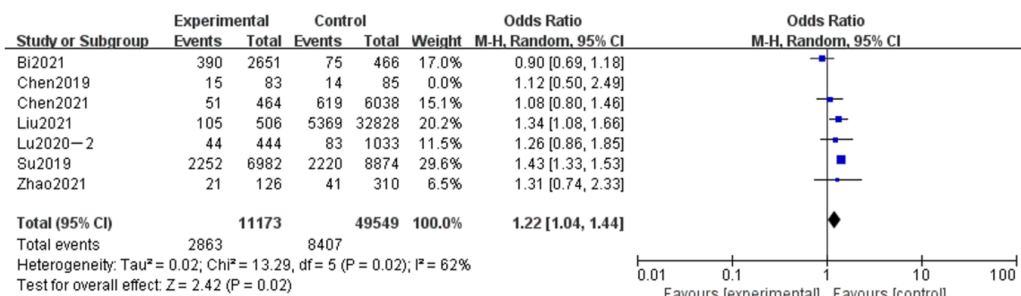 Experimental Control Odds Ratio Odds Ratio
Study or Subgroup Events Total Events Total Weight M-H, Random, 95% CI M-H, Random, 95% CI
Bi2021 390 2651 75 466 17.0% 0.90 [0.69, 1.18]
Chen2019 15 83 14 85 0.0% 1.12 [0.50, 2.49]
Chen2021 51 464 619 6038 15.1% 1.08 [0.80, 1.46]
Liu2021 105 506 5369 32828 20.2% 1.34 [1.08, 1.66]
Lu2020−2 44 444 83 1033 11.5% 1.26 [0.86, 1.85]
Su2019 2252 6982 2220 8874 29.6% 1.43 [1.33, 1.53]
Zhao2021 21 126 41 310 6.5% 1.31 [0.74, 2.33]
Total (95% CI) 11173 49549 100.0% 1.22 [1.04, 1.44]
Total events 2863 8407
Heterogeneity: Tau² = 0.02; Chi² = 13.29, df = 5 (P = 0.02); I² = 62%
Test for overall effect: Z = 2.42 (P = 0.02)
0.01 0.1 1 10 100
Favours [experimental] Favours [control]